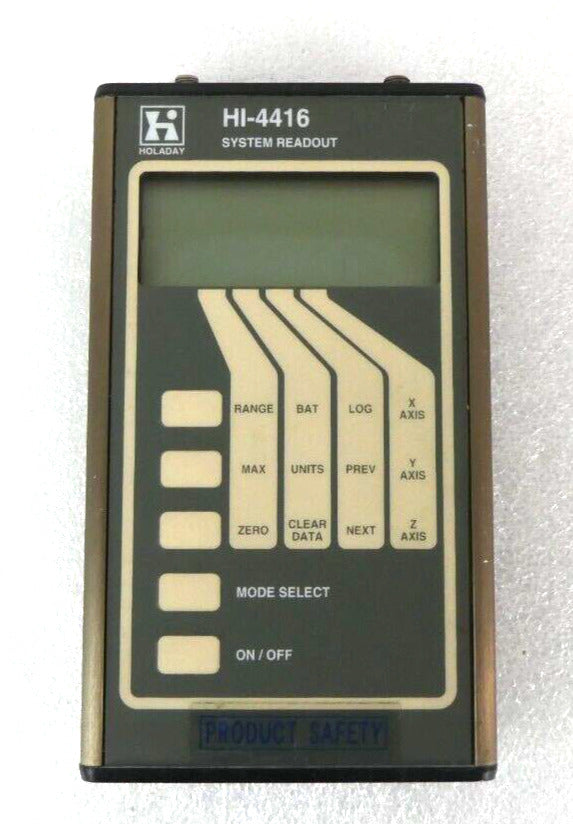 HI-4416
HOLADAY
SYSTEM READOUT
RANGE BAT LOG X AXIS
MAX UNITS PREV Y AXIS
ZERO CLEAR DATA NEXT Z AXIS
MODE SELECT
ON / OFF
PRODUCT SAFETY